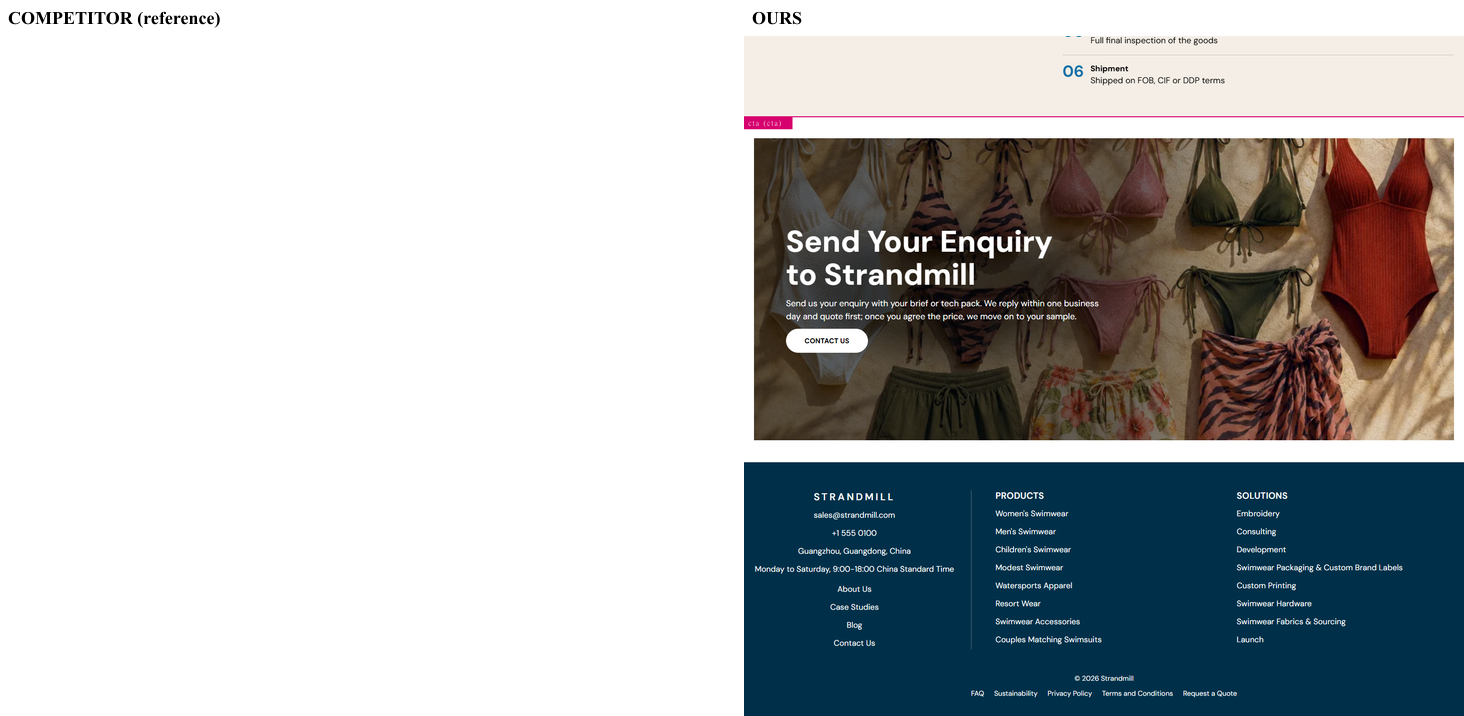 COMPETITOR (reference)
OURS
Full final inspection of the goods
06
Shipment
Shipped on FOB, CIF or DDP terms
cta (cta)
Send Your Enquiry
to Strandmill
Send us your enquiry with your brief or tech pack. We reply within one business
day and quote first; once you agree the price, we move on to your sample.
CONTACT US
STRANDMILL
sales@strandmill.com
+1 555 0100
Guangzhou, Guangdong, China
Monday to Saturday, 9:00-18:00 China Standard Time
About Us
Case Studies
Blog
Contact Us
PRODUCTS
Women's Swimwear
Men's Swimwear
Children's Swimwear
Modest Swimwear
Watersports Apparel
Resort Wear
Swimwear Accessories
Couples Matching Swimsuits
SOLUTIONS
Embroidery
Consulting
Development
Swimwear Packaging & Custom Brand Labels
Custom Printing
Swimwear Hardware
Swimwear Fabrics & Sourcing
Launch
© 2026 Strandmill
FAQ Sustainability Privacy Policy Terms and Conditions Request a Quote